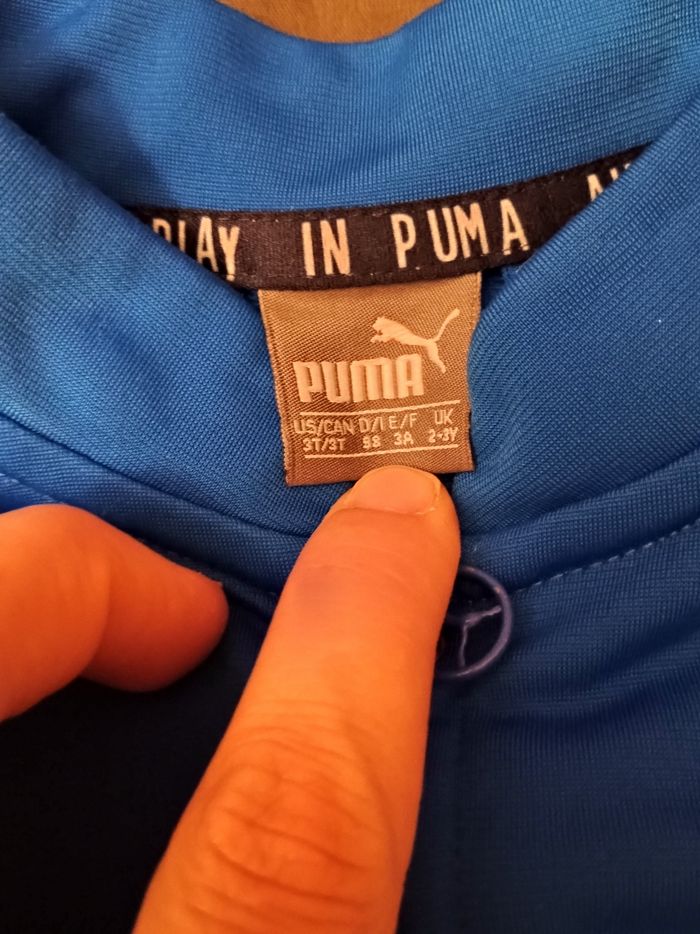 PLAY IN PUMA
PUMA
US/CAN D/I E/F UK
3T/3T 98 3A 2-3Y